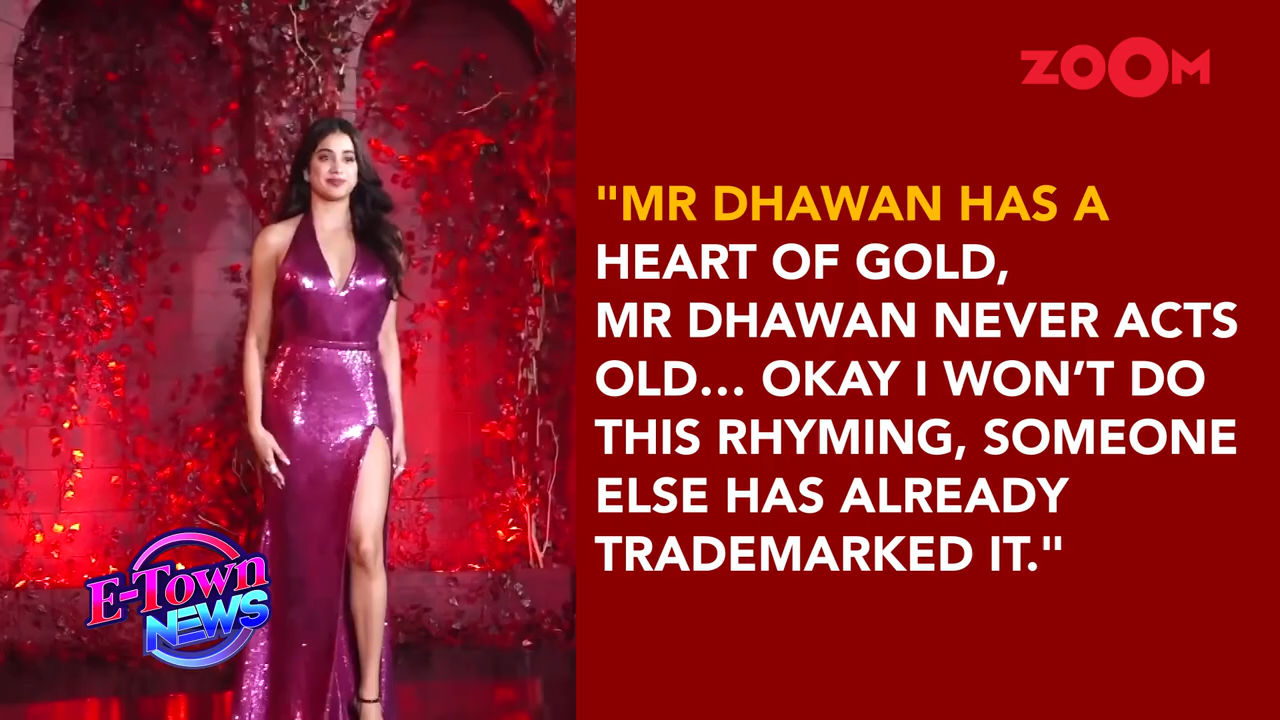 ZOOM
"MR DHAWAN HAS A
HEART OF GOLD,
MR DHAWAN NEVER ACTS
OLD... OKAY I WON’T DO
THIS RHYMING, SOMEONE
ELSE HAS ALREADY
TRADEMARKED IT."
E-TOWN
NEWS